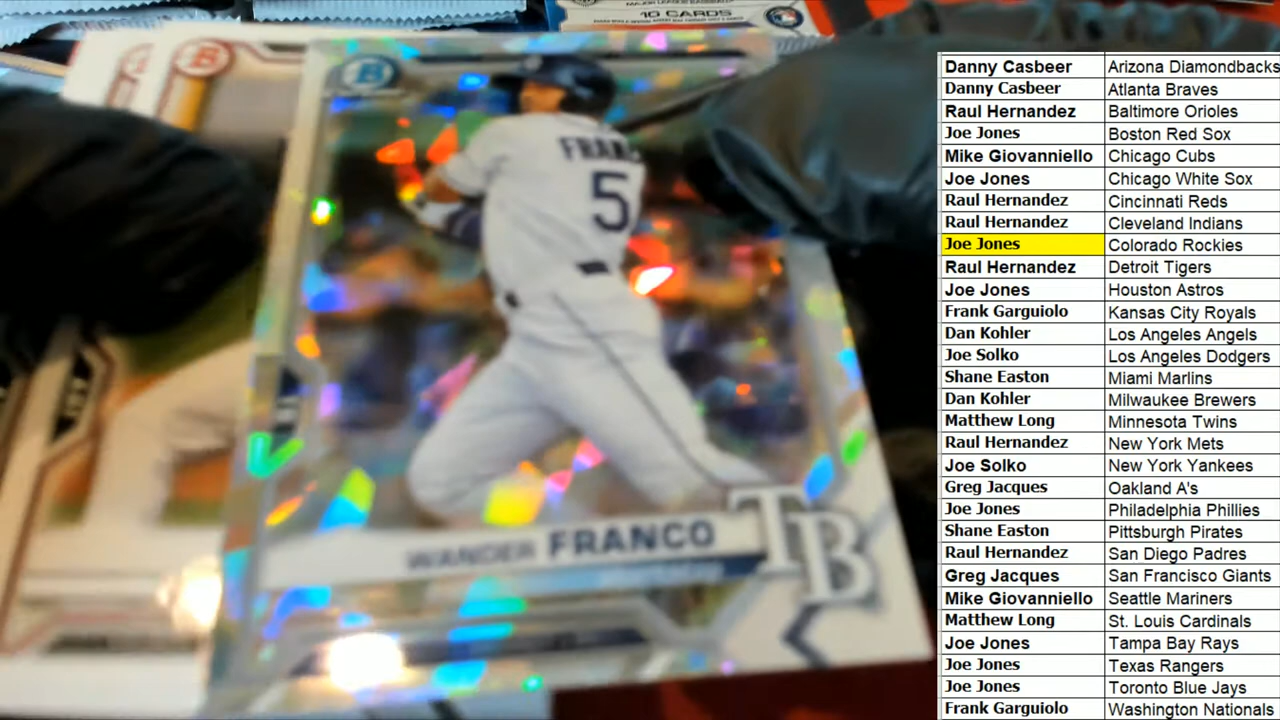 MAJOR LEAGUE BASEBALL
10 CARDS
B
B
FRANC
5
WANDER FRANCO
TB
Danny Casbeer Arizona Diamondbacks
Danny Casbeer Atlanta Braves
Raul Hernandez Baltimore Orioles
Joe Jones Boston Red Sox
Mike Giovanniello Chicago Cubs
Joe Jones Chicago White Sox
Raul Hernandez Cincinnati Reds
Raul Hernandez Cleveland Indians
Joe Jones Colorado Rockies
Raul Hernandez Detroit Tigers
Joe Jones Houston Astros
Frank Garguiolo Kansas City Royals
Dan Kohler Los Angeles Angels
Joe Solko Los Angeles Dodgers
Shane Easton Miami Marlins
Dan Kohler Milwaukee Brewers
Matthew Long Minnesota Twins
Raul Hernandez New York Mets
Joe Solko New York Yankees
Greg Jacques Oakland A's
Joe Jones Philadelphia Phillies
Shane Easton Pittsburgh Pirates
Raul Hernandez San Diego Padres
Greg Jacques San Francisco Giants
Mike Giovanniello Seattle Mariners
Matthew Long St. Louis Cardinals
Joe Jones Tampa Bay Rays
Joe Jones Texas Rangers
Joe Jones Toronto Blue Jays
Frank Garguiolo Washington Nationals